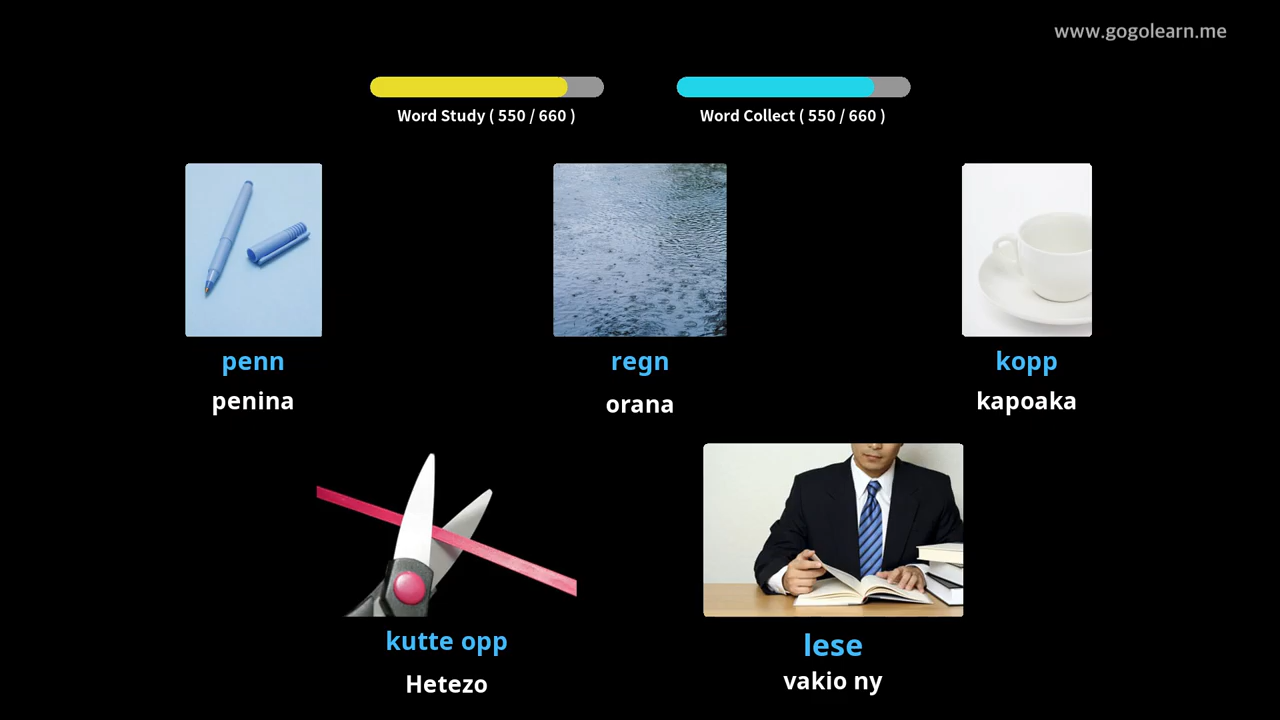 www.gogolearn.me
Word Study ( 550 / 660 )
Word Collect ( 550 / 660 )
penn
regn
kopp
penina
orana
kapoaka
kutte opp
lese
Hetezo
vakio ny